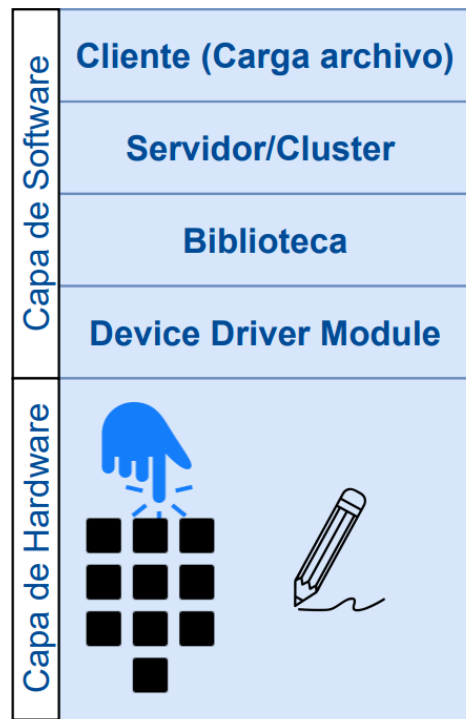 Capa de Software
Cliente (Carga archivo)
Servidor/Cluster
Biblioteca
Device Driver Module
Capa de Hardware